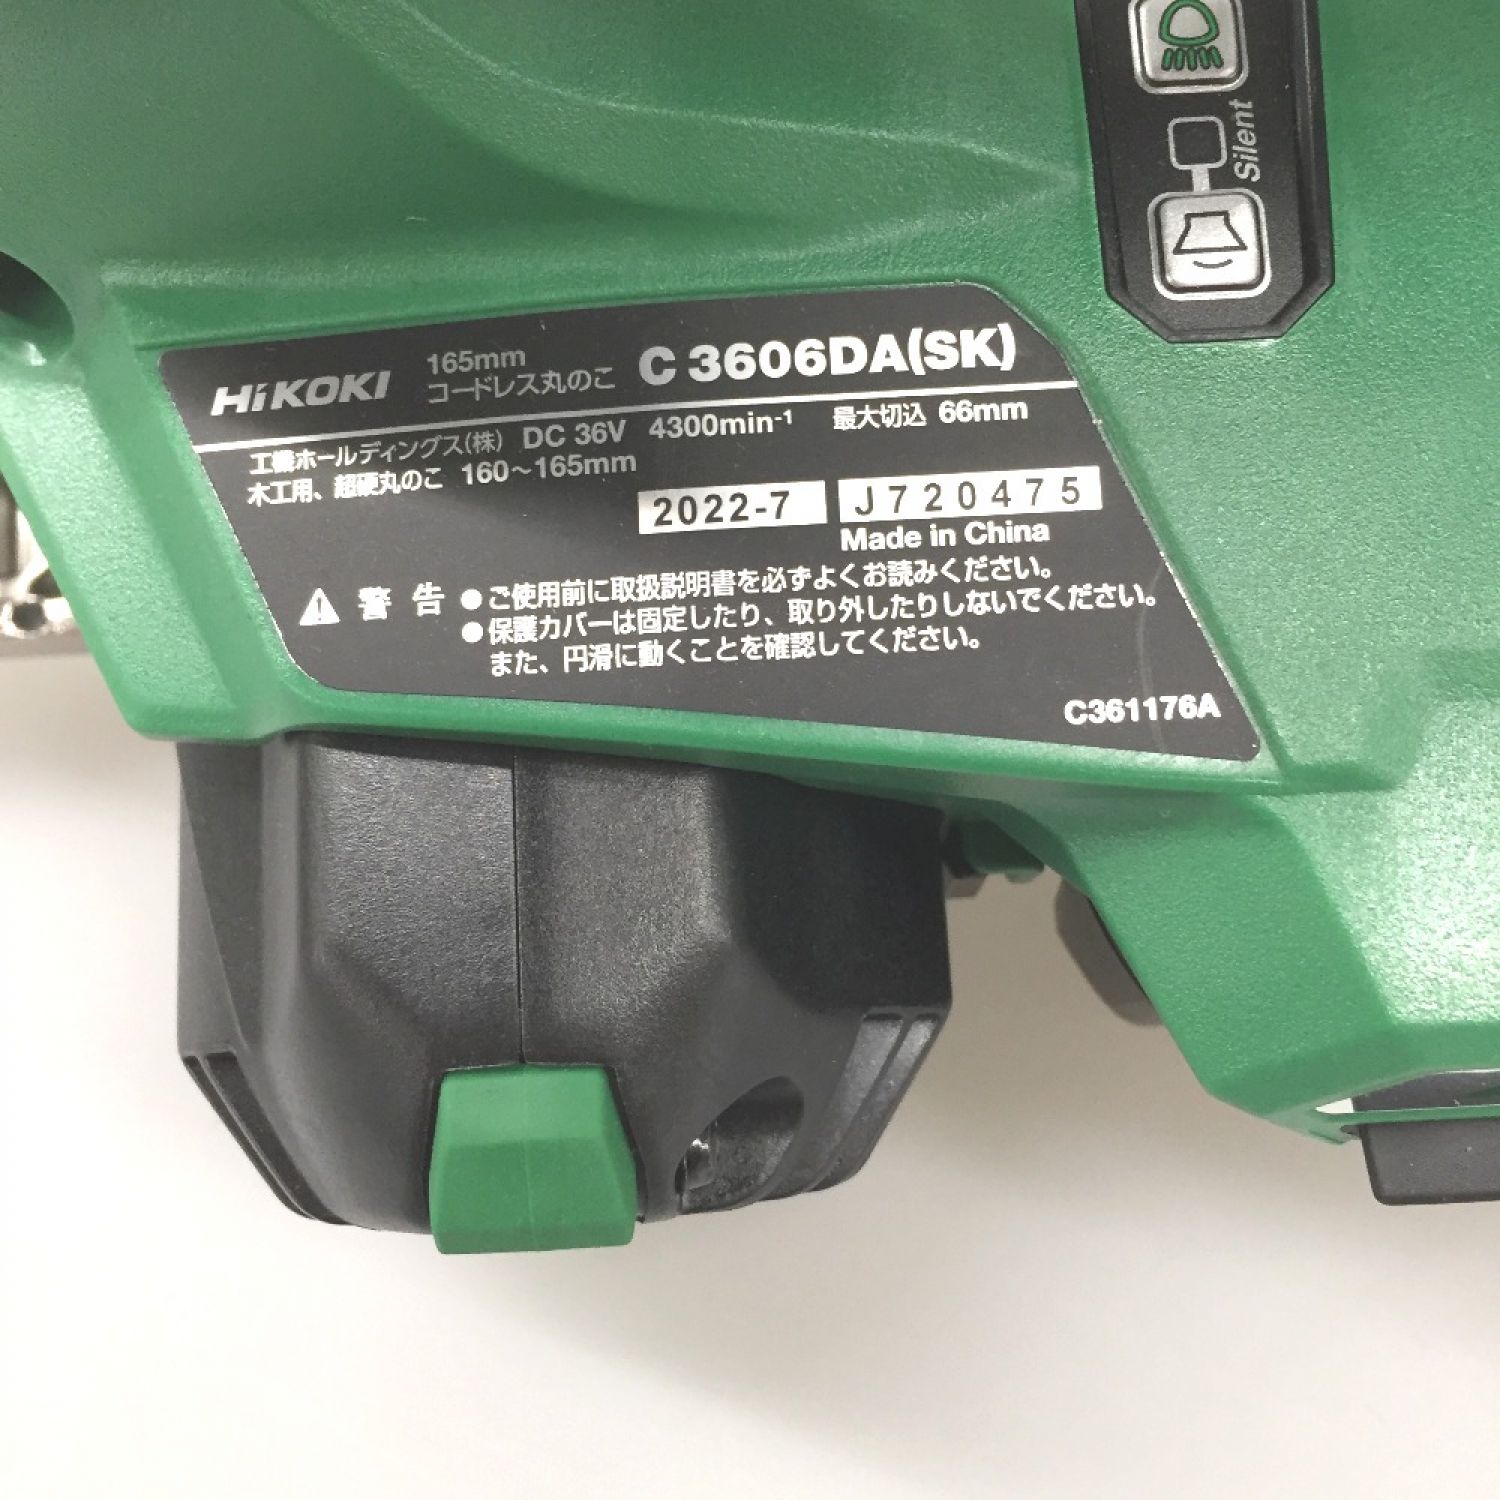 Silent
HiKOKI
165mm
コードレス丸のこ
C 3606DA(SK)
工機ホールディングス(株) DC 36V 4300min-1 最大切込 66mm
木工用、超硬丸のこ 160～165mm
2022-7 J720475
Made in China
警告 ●ご使用前に取扱説明書を必ずよくお読みください。
●保護カバーは固定したり、取り外したりしないでください。
また、円滑に動くことを確認してください。
C361176A